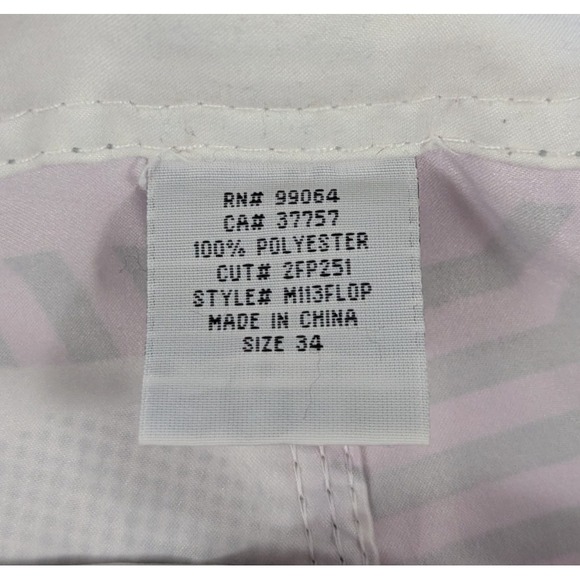 RN# 99064
CA# 37757
100% POLYESTER
CUT# 2FP251
STYLE# M113FLOP
MADE IN CHINA
SIZE 34